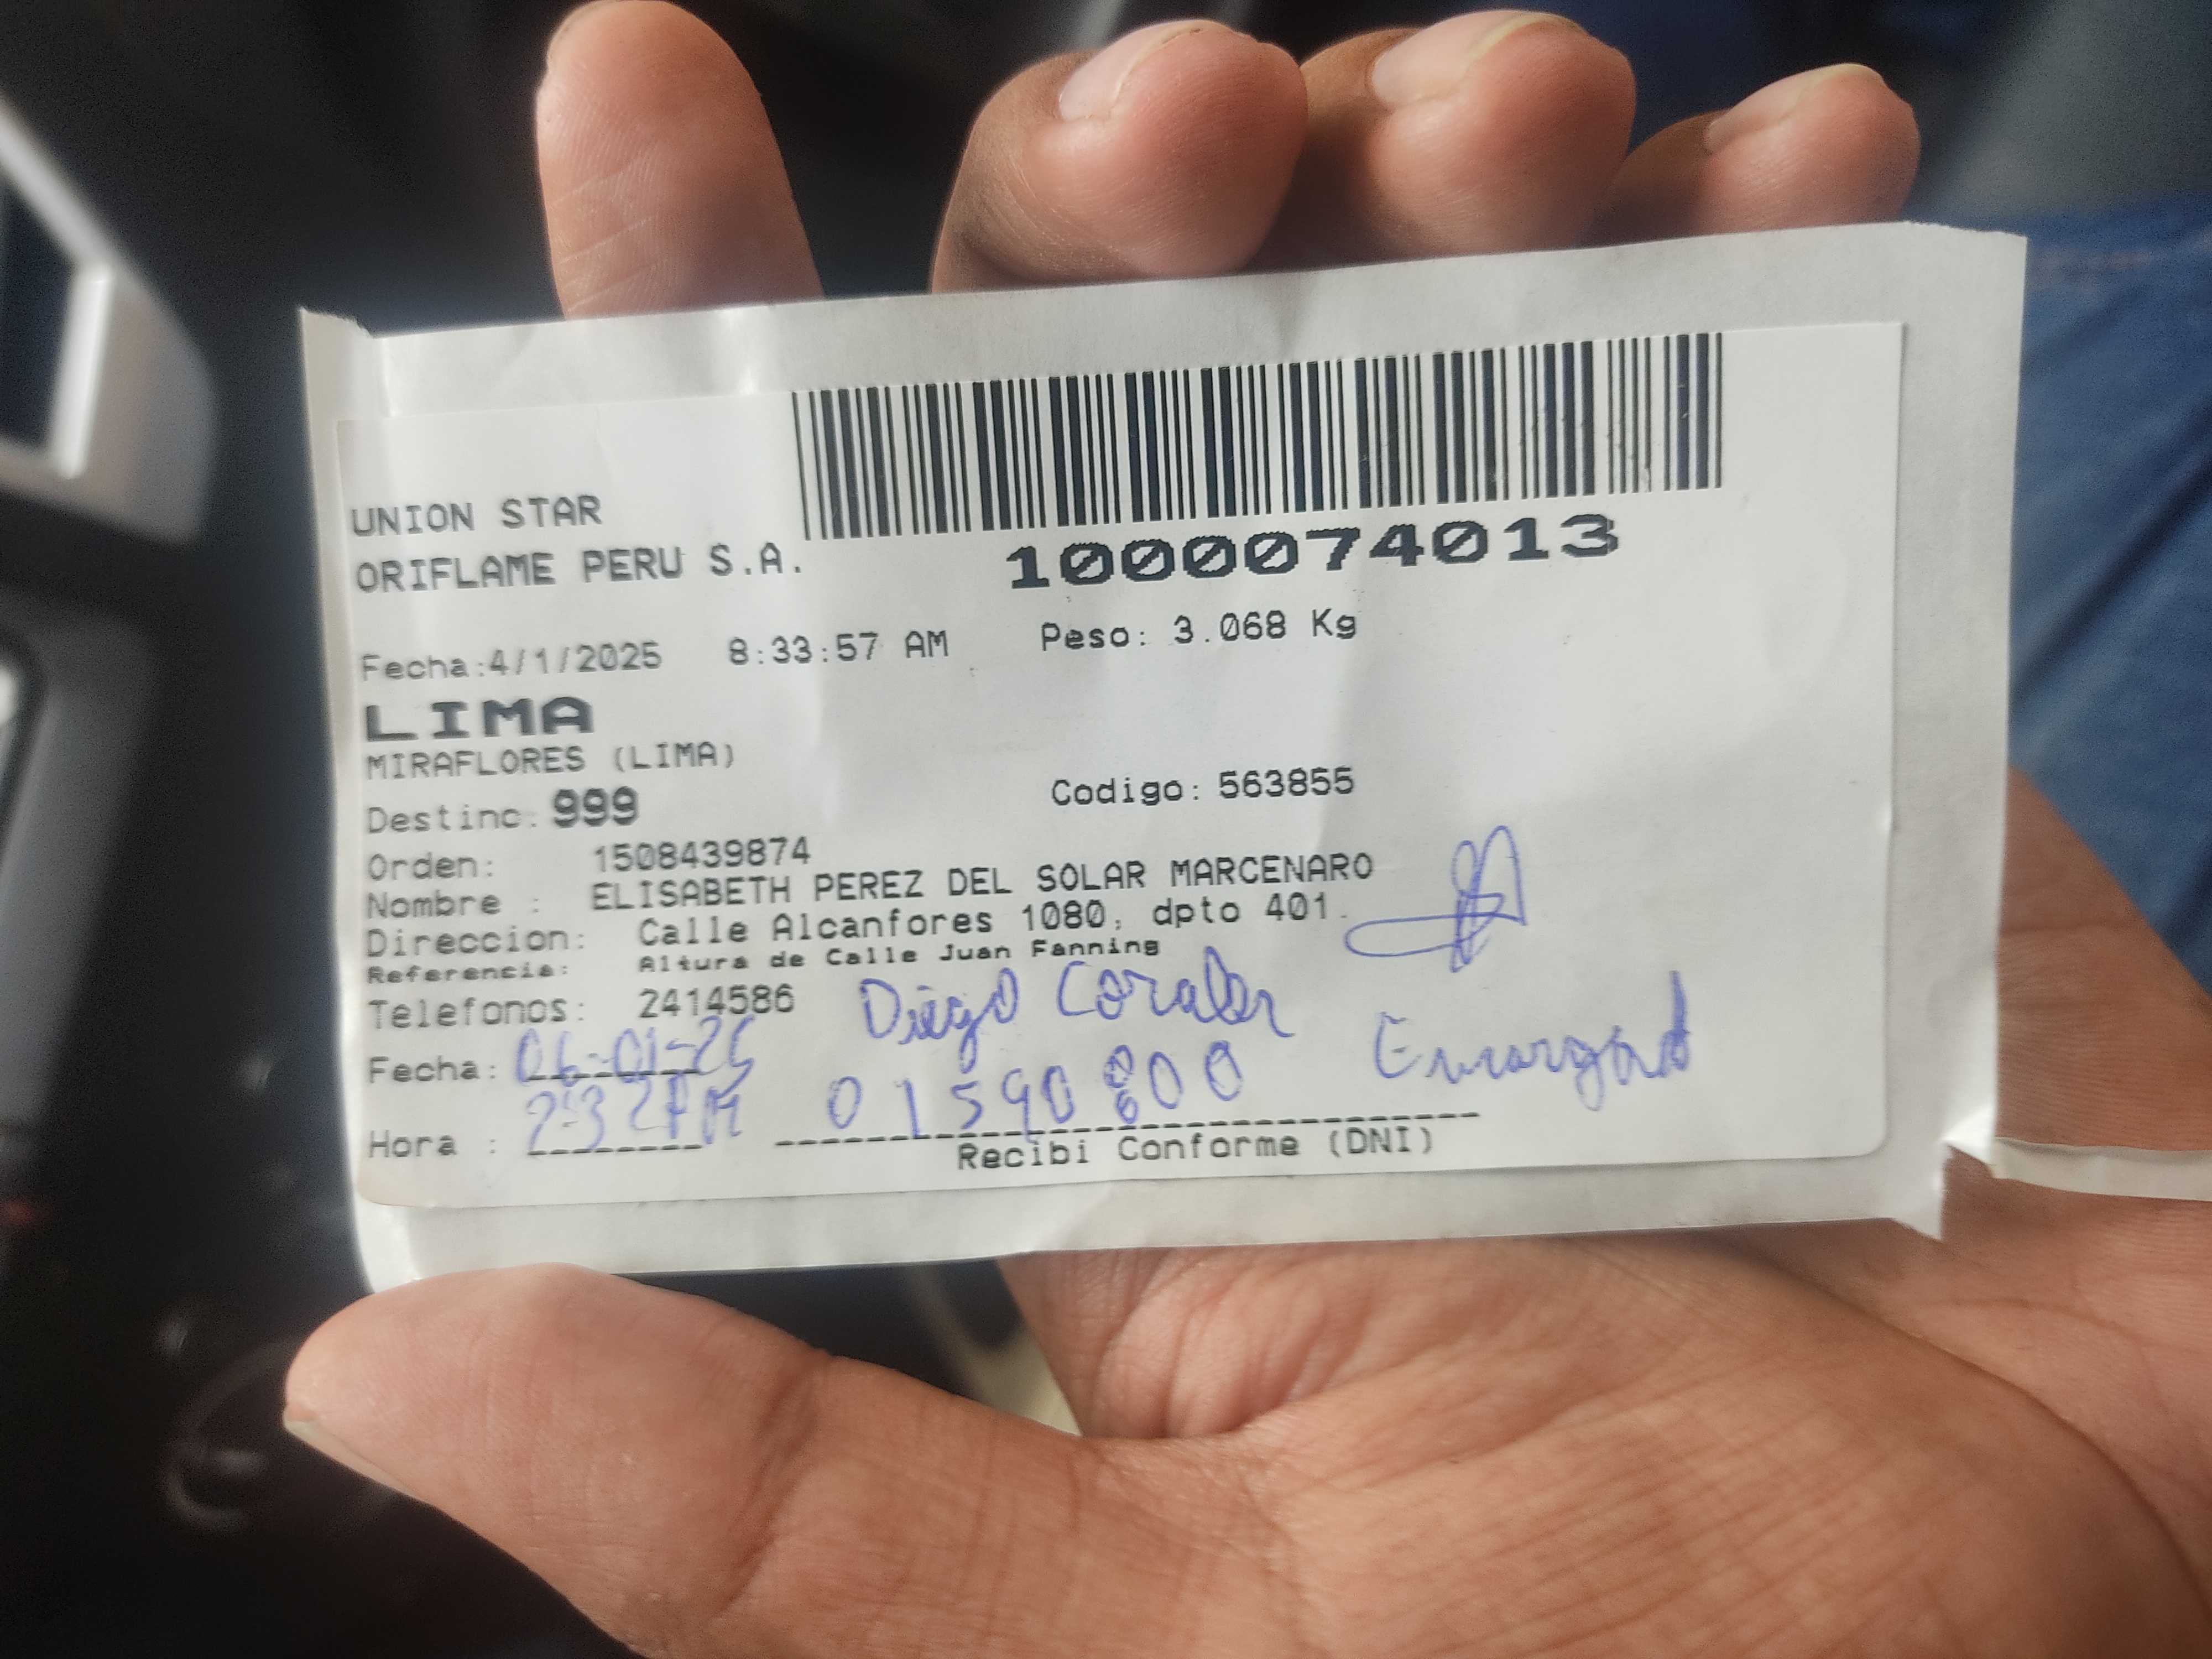 UNION STAR
ORIFLAME PERU S.A.
1000074013
Fecha:4/1/2025 8:33:57 AM Peso: 3.068 Kg
LIMA
MIRAFLORES (LIMA)
Destino: 999 Codigo: 563855
Orden: 1508439874
Nombre : ELISABETH PEREZ DEL SOLAR MARCENARO
Direccion: Calle Alcanfores 1080, dpto 401.
Referencia: Altura de Calle Juan Fanning
Telefonos: 2414586 Diego
Fecha: 06-01-25
Hora : 2:32 PM
Recibi Conforme (DNI)